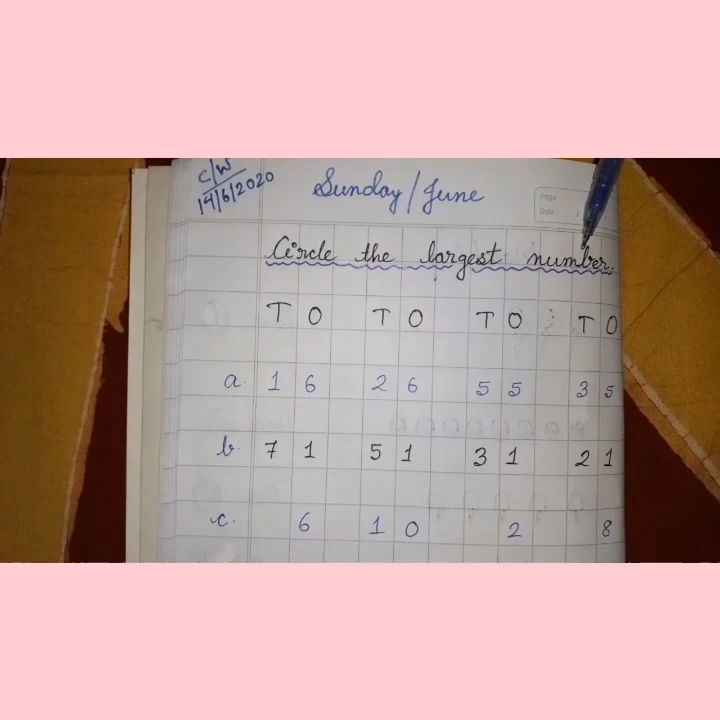 C/W
14/6/2020
Sunday/June
Page
Date
Circle the largest number.
T O T O T O T O
a. 1 6 2 6 5 5 3 5
b. 7 1 5 1 3 1 2 1
c. 6 1 0 2 8